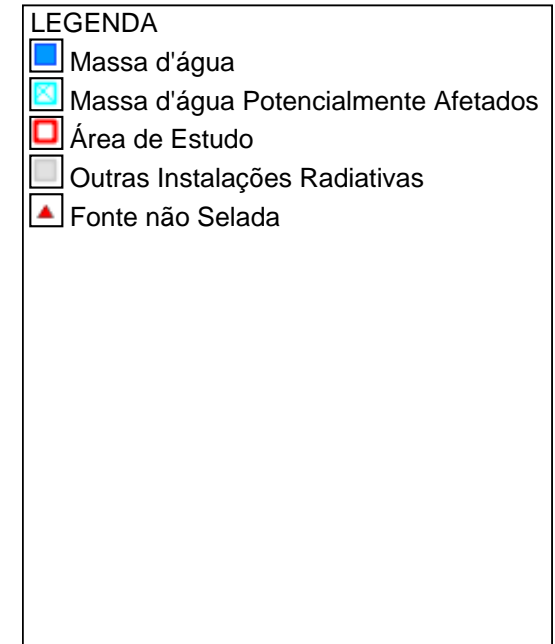 LEGENDA
Massa d'água
Massa d'água Potencialmente Afetados
Área de Estudo
Outras Instalações Radiativas
Fonte não Selada